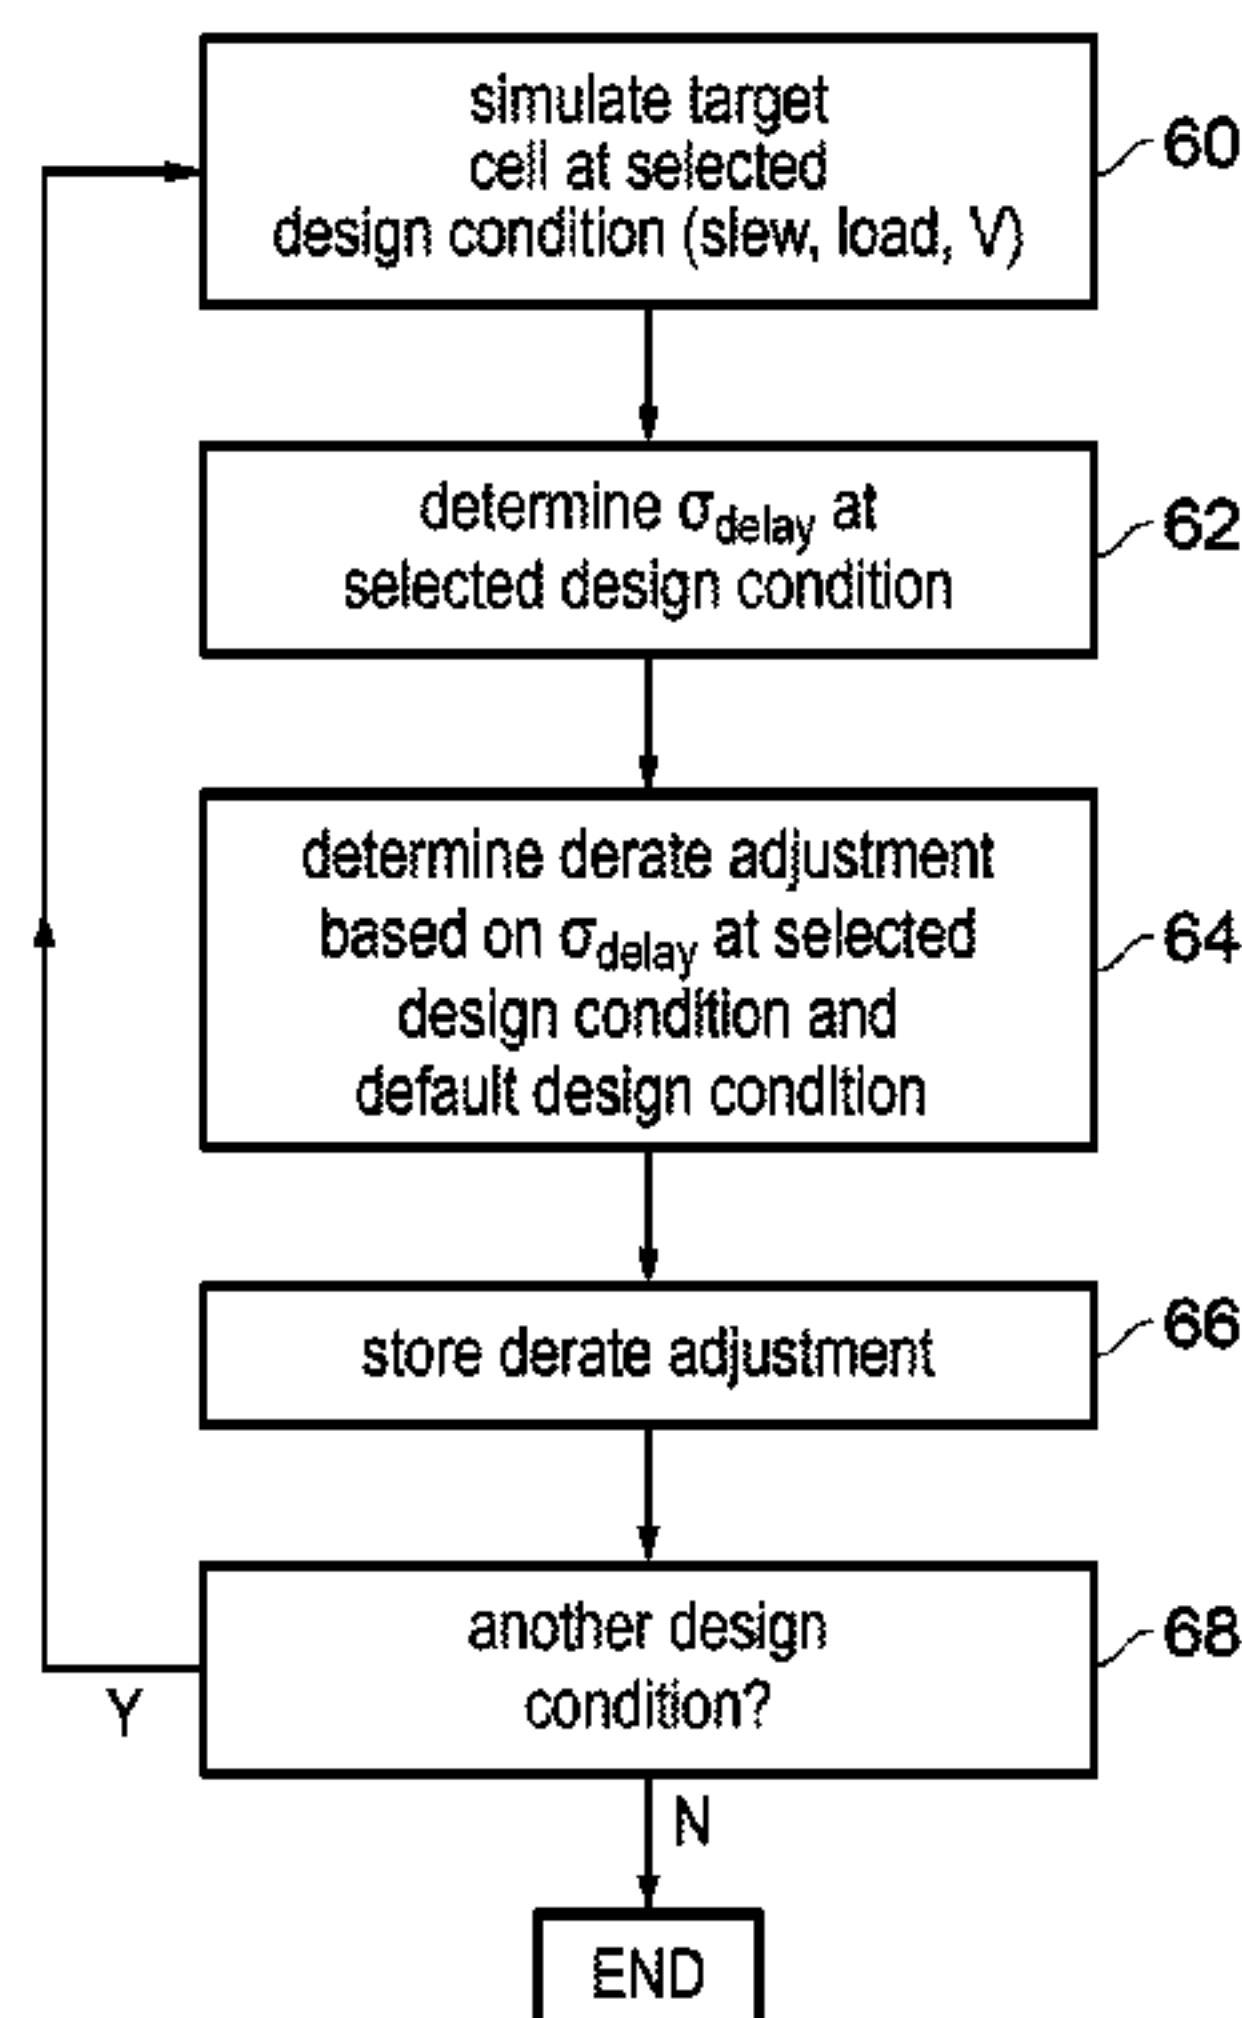 simulate target
cell at selected
design condition (slew, load, V)
60
determine σdelay at
selected design condition
62
determine derate adjustment
based on σdelay at selected
design condition and
default design condition
64
store derate adjustment
66
another design
condition?
68
Y
N
END